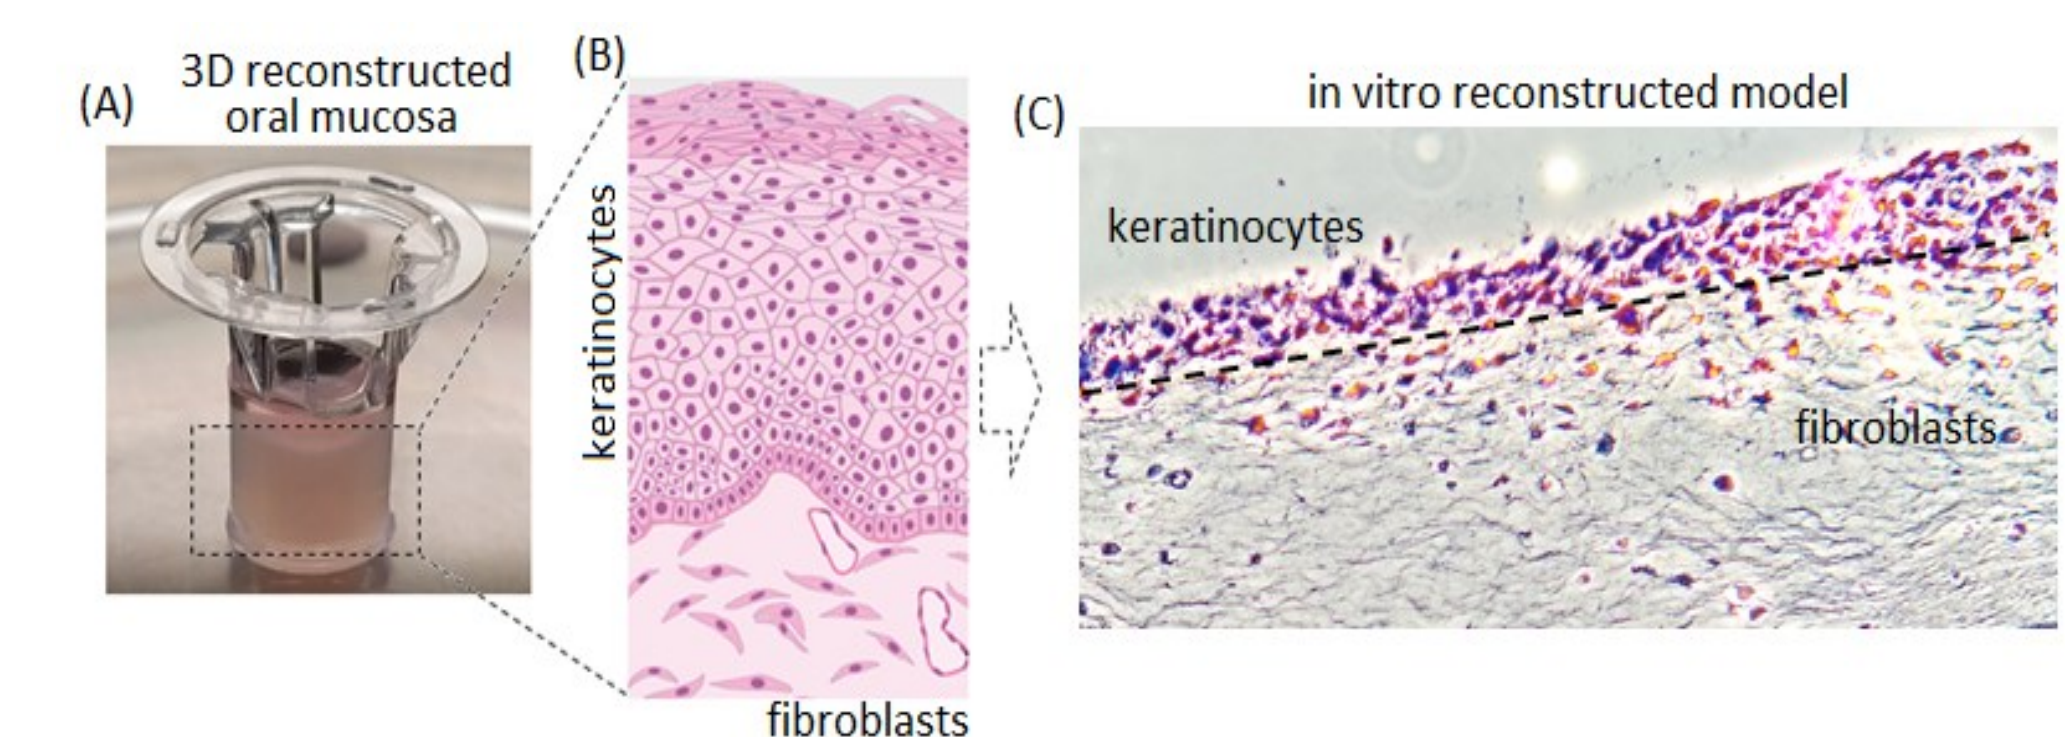 (A)
3D reconstructed
oral mucosa
(B)
keratinocytes
fibroblasts
(C)
in vitro reconstructed model
keratinocytes
fibroblasts